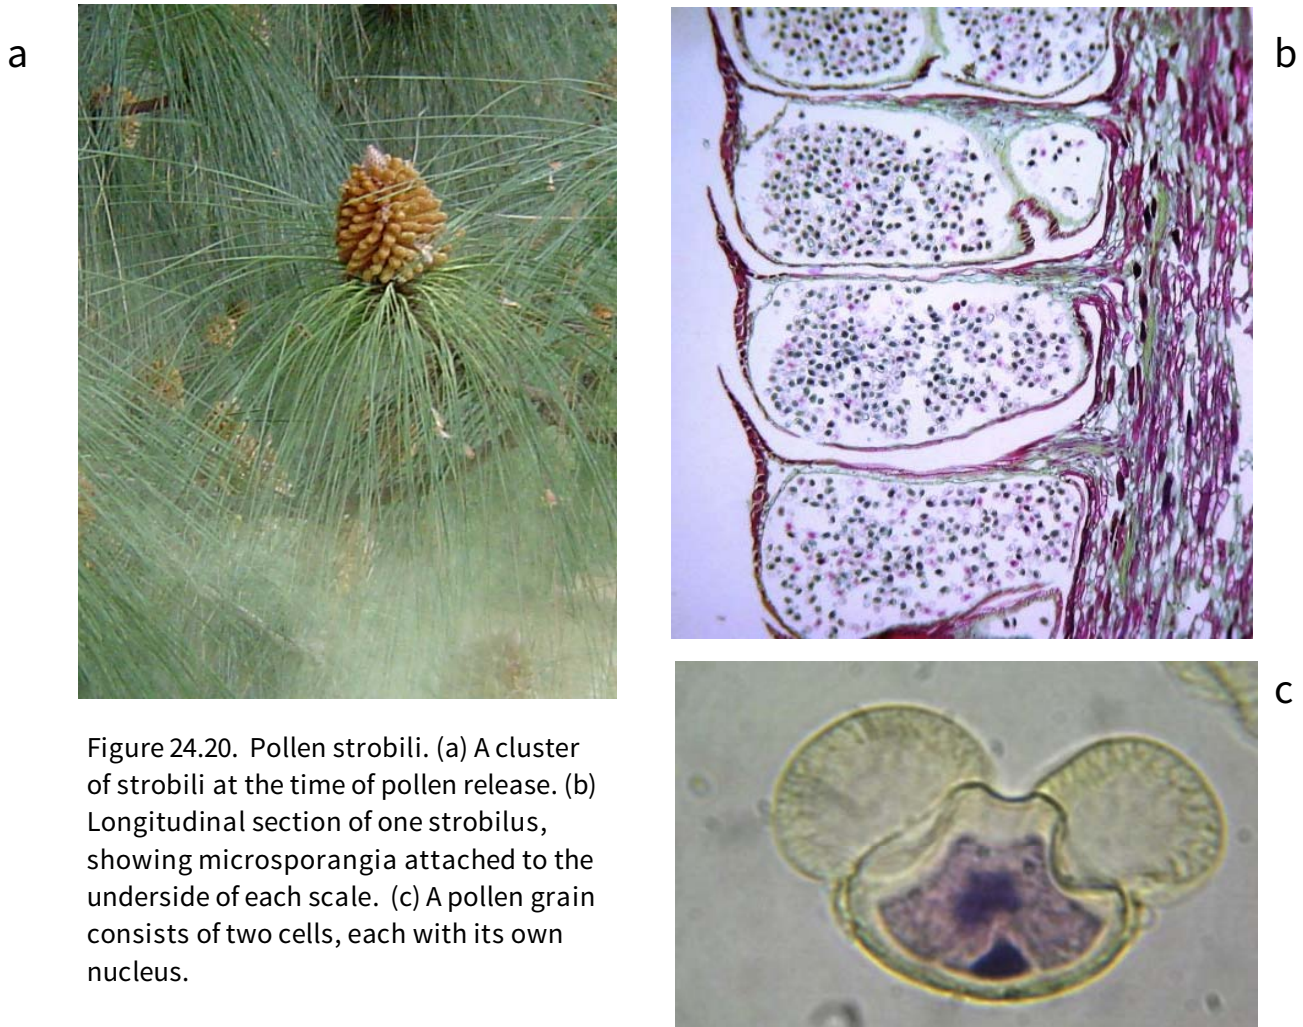 a
b
c
Figure 24.20. Pollen strobili. (a) A cluster
of strobili at the time of pollen release. (b)
Longitudinal section of one strobilus,
showing microsporangia attached to the
underside of each scale. (c) A pollen grain
consists of two cells, each with its own
nucleus.